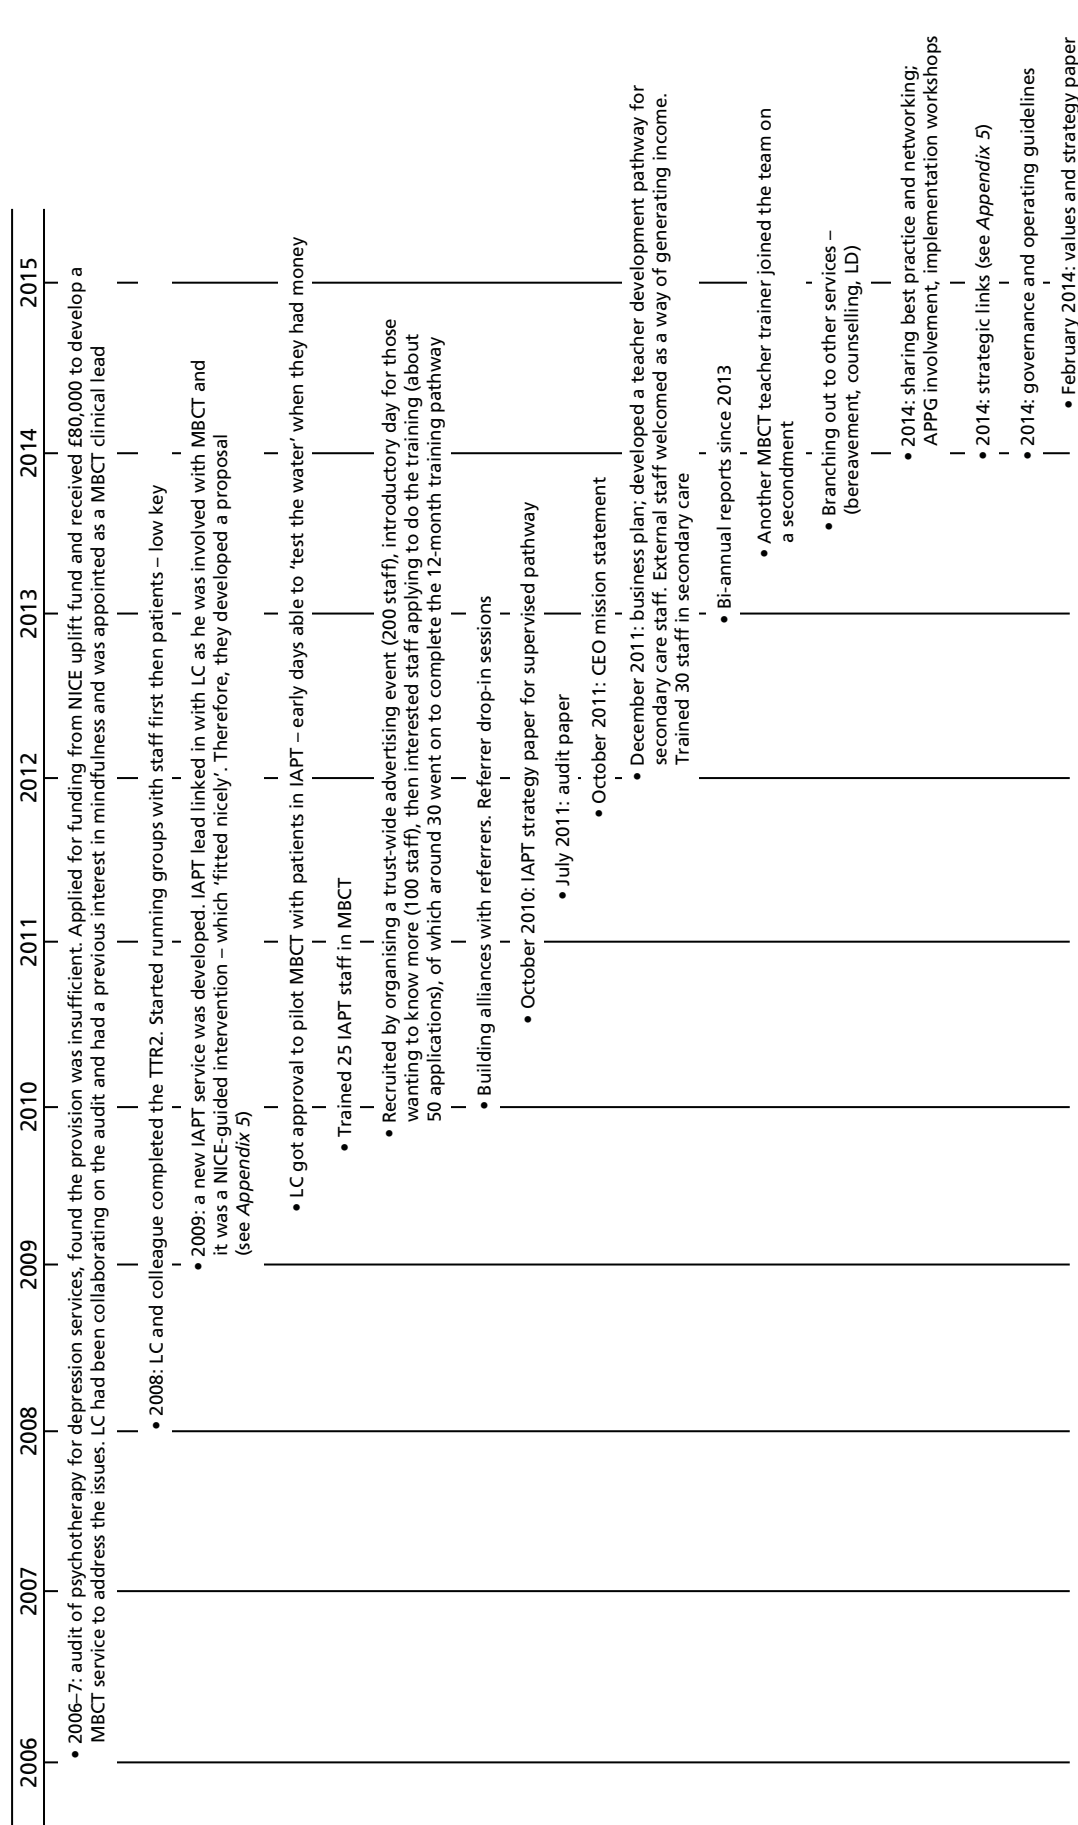 2006 2007 2008 2009 2010 2011 2012 2013 2014 2015
• 2006–7: audit of psychotherapy for depression services, found the provision was insufficient. Applied for funding from NICE uplift fund and received £80,000 to develop a
MBCT service to address the issues. LC had been collaborating on the audit and had a previous interest in mindfulness and was appointed as a MBCT clinical lead
• 2008: LC and colleague completed the TTR2. Started running groups with staff first then patients – low key
• 2009: a new IAPT service was developed. IAPT lead linked in with LC as he was involved with MBCT and
it was a NICE-guided intervention – which ‘fitted nicely’. Therefore, they developed a proposal
(see Appendix 5)
• LC got approval to pilot MBCT with patients in IAPT – early days able to ‘test the water’ when they had money
• Trained 25 IAPT staff in MBCT
• Recruited by organising a trust-wide advertising event (200 staff), introductory day for those
wanting to know more (100 staff), then interested staff applying to do the training (about
50 applications), of which around 30 went on to complete the 12-month training pathway
• Building alliances with referrers. Referrer drop-in sessions
• October 2010: IAPT strategy paper for supervised pathway
• July 2011: audit paper
• October 2011: CEO mission statement
• December 2011: business plan; developed a teacher development pathway for
secondary care staff. External staff welcomed as a way of generating income.
Trained 30 staff in secondary care
• Bi-annual reports since 2013
• Another MBCT teacher trainer joined the team on
a secondment
• Branching out to other services –
(bereavement, counselling, LD)
• 2014: sharing best practice and networking;
APPG involvement, implementation workshops
• 2014: strategic links (see Appendix 5)
• 2014: governance and operating guidelines
• February 2014: values and strategy paper